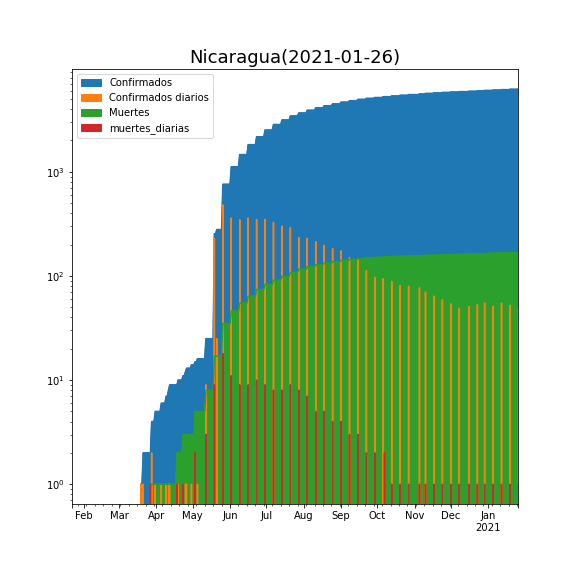 Nicaragua(2021-01-26)
Confirmados
Confirmados diarios
Muertes
muertes_diarias
10³
10²
10¹
10⁰
Feb Mar Apr May Jun Jul Aug Sep Oct Nov Dec Jan
2021